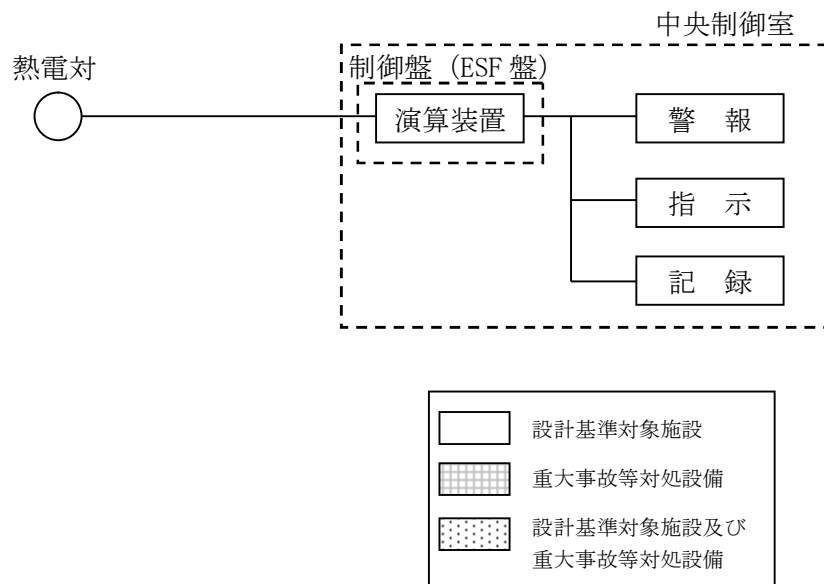 中央制御室
熱電対
制御盤（ESF 盤）
演算装置
警　報
指　示
記　録
設計基準対象施設
重大事故等対処設備
設計基準対象施設及び
重大事故等対処設備